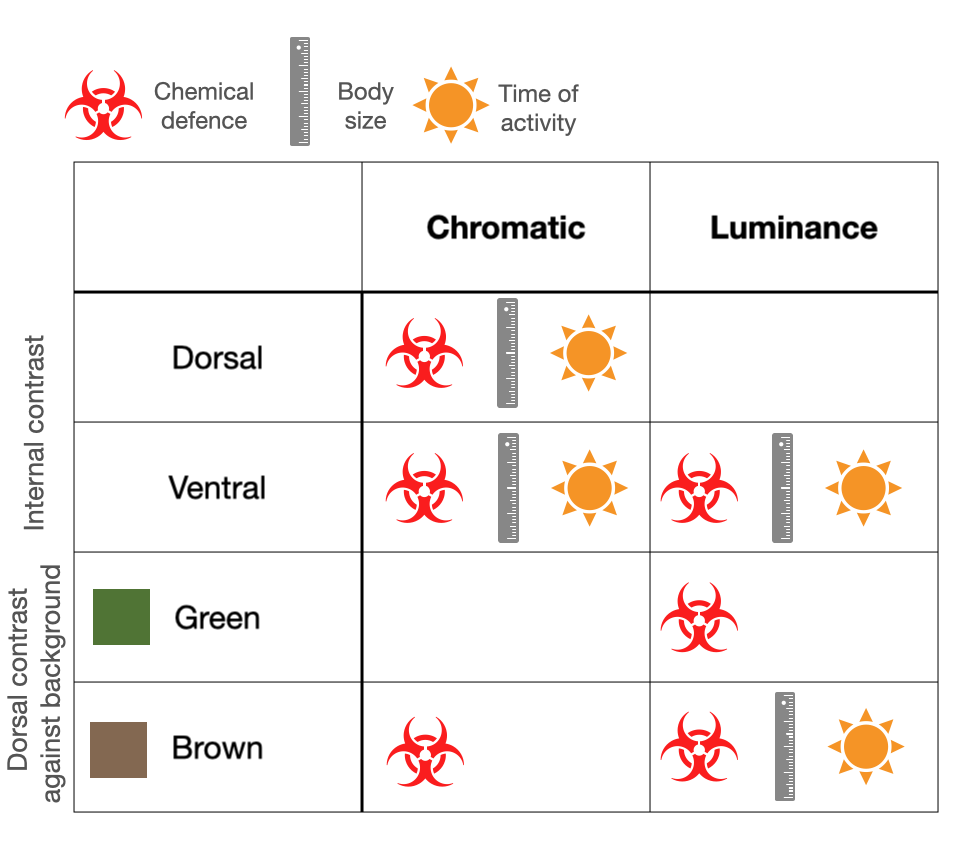 Chemical
defence
Body
size
Time of
activity
Chromatic
Luminance
Internal contrast
Dorsal
Ventral
Dorsal contrast
against background
Green
Brown